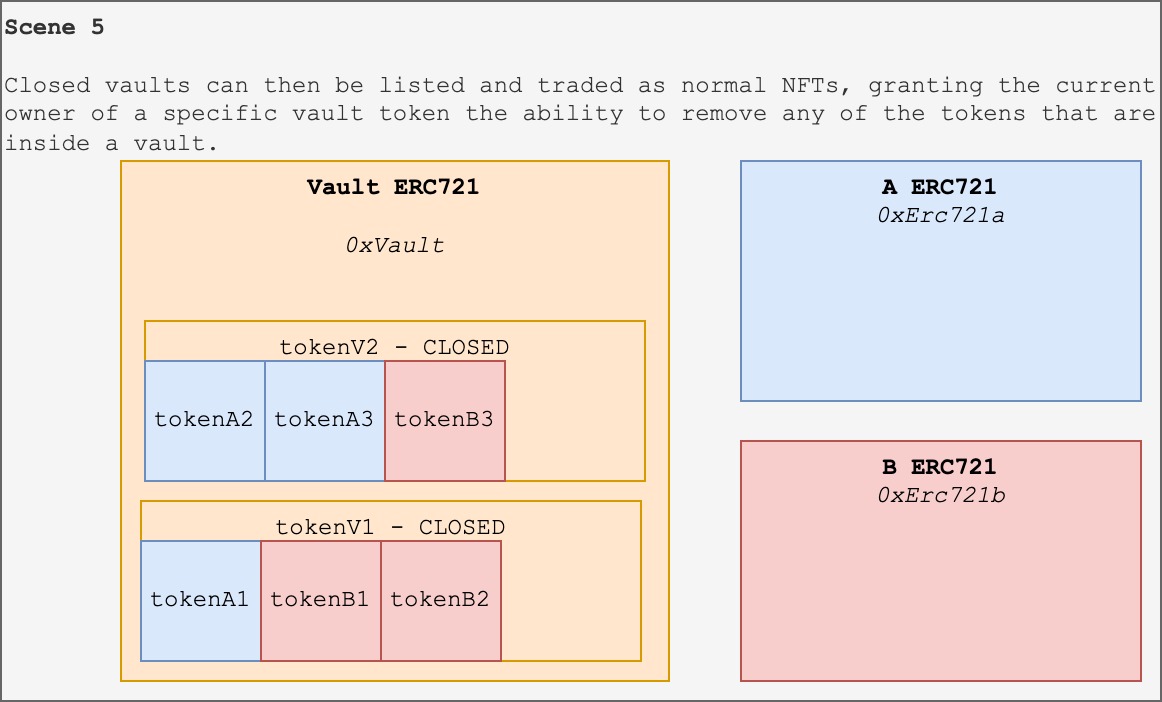 Scene 5
Closed vaults can then be listed and traded as normal NFTs, granting the current
owner of a specific vault token the ability to remove any of the tokens that are
inside a vault.
Vault ERC721
0xVault
tokenV2 - CLOSED
tokenA2
tokenA3
tokenB3
tokenV1 - CLOSED
tokenA1
tokenB1
tokenB2
A ERC721
0xErc721a
B ERC721
0xErc721b